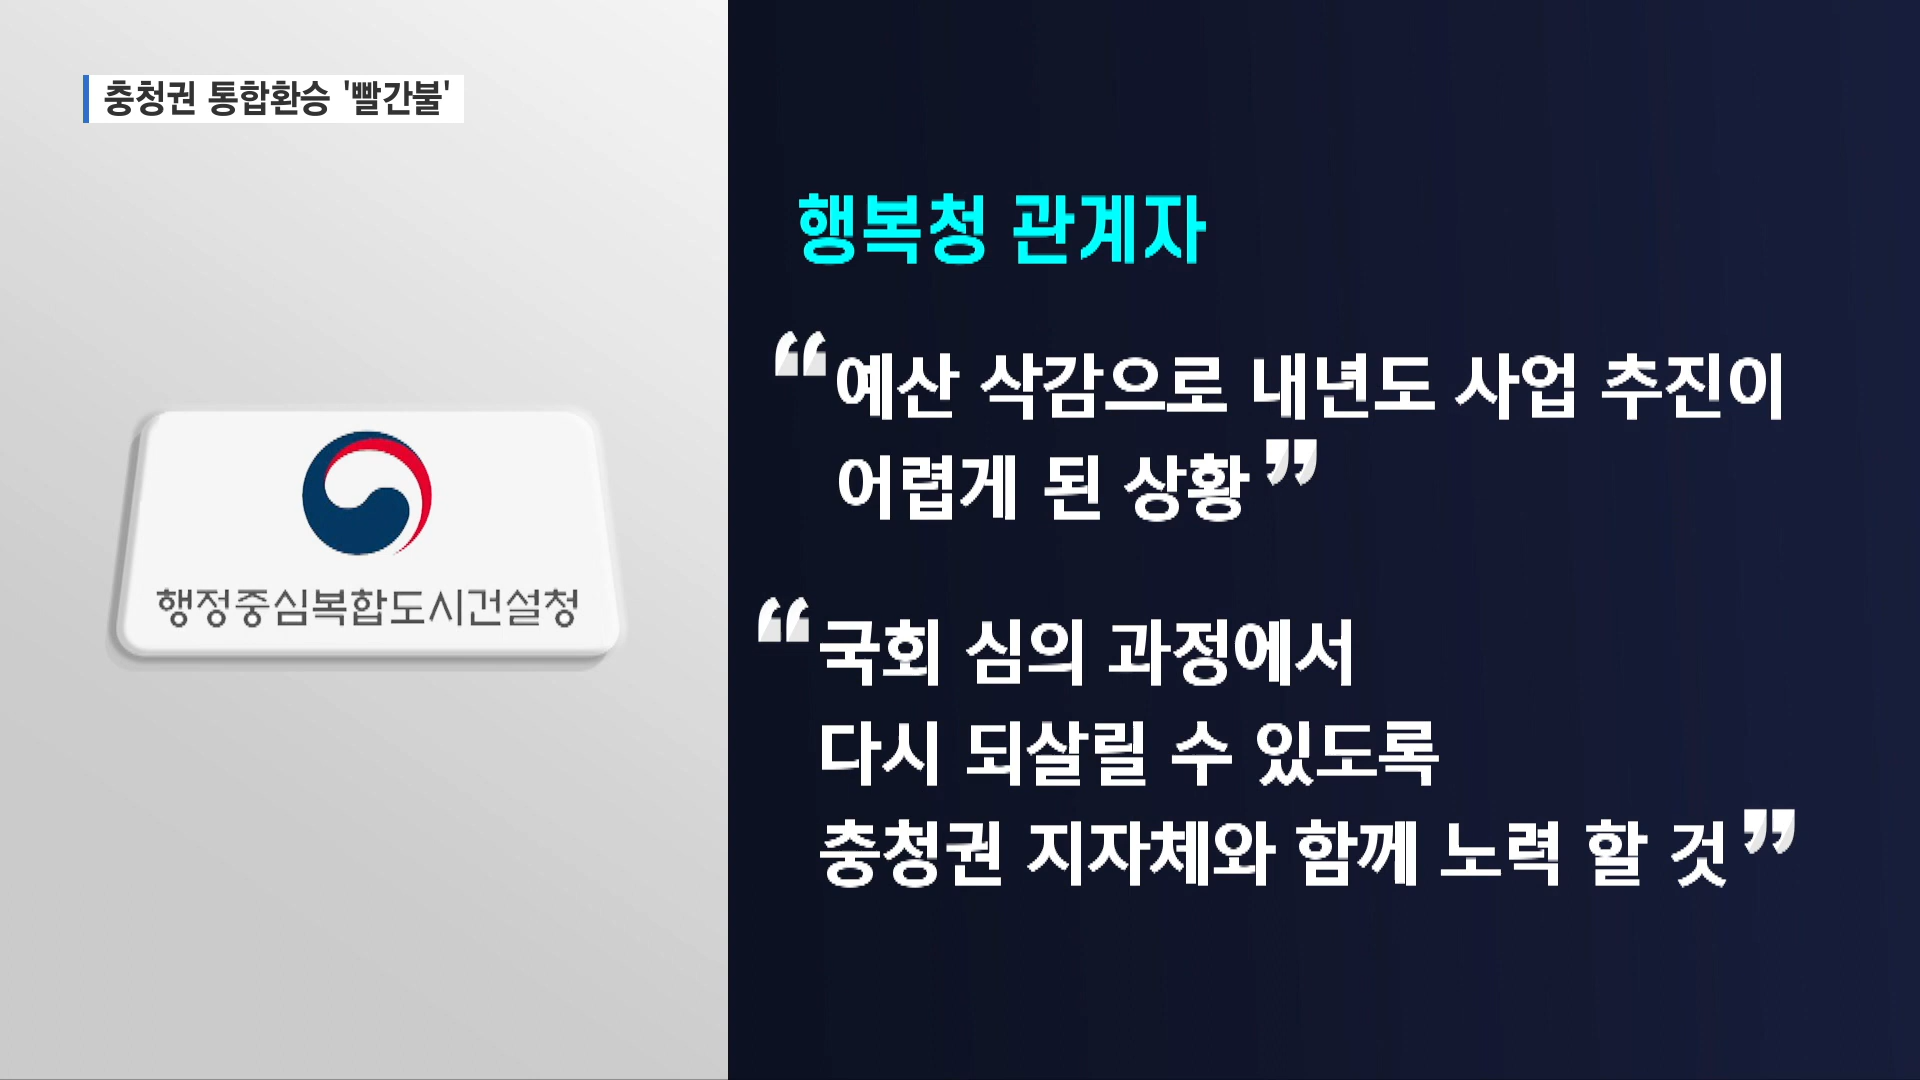 충청권 통합환승 '빨간불'
행정중심복합도시건설청
행복청 관계자
“예산 삭감으로 내년도 사업 추진이
어렵게 된 상황”
“국회 심의 과정에서
다시 되살릴 수 있도록
충청권 지자체와 함께 노력 할 것”